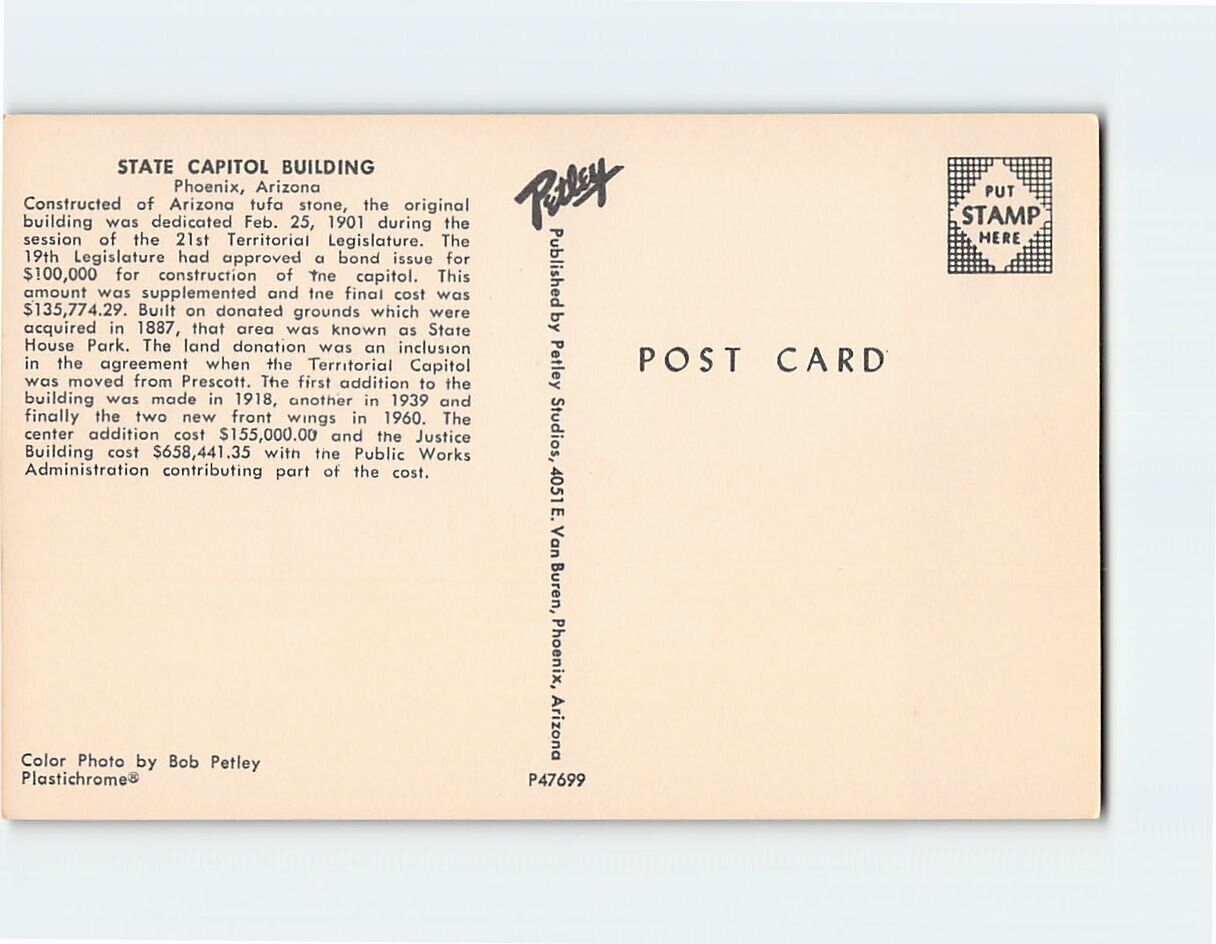 STATE CAPITOL BUILDING
Phoenix, Arizona
Constructed of Arizona tufa stone, the original
building was dedicated Feb. 25, 1901 during the
session of the 21st Territorial Legislature. The
19th Legislature had approved a bond issue for
$100,000 for construction of the capitol. This
amount was supplemented and the final cost was
$135,774.29. Built on donated grounds which were
acquired in 1887, that area was known as State
House Park. The land donation was an inclusion
in the agreement when the Territorial Capitol
was moved from Prescott. The first addition to the
building was made in 1918, another in 1939 and
finally the two new front wings in 1960. The
center addition cost $155,000.00 and the Justice
Building cost $658,441.35 with the Public Works
Administration contributing part of the cost.
Color Photo by Bob Petley
Plastichrome®
Petley
Published by Petley Studios, 4051 E. Van Buren, Phoenix, Arizona
P47699
POST CARD
PUT
STAMP
HERE